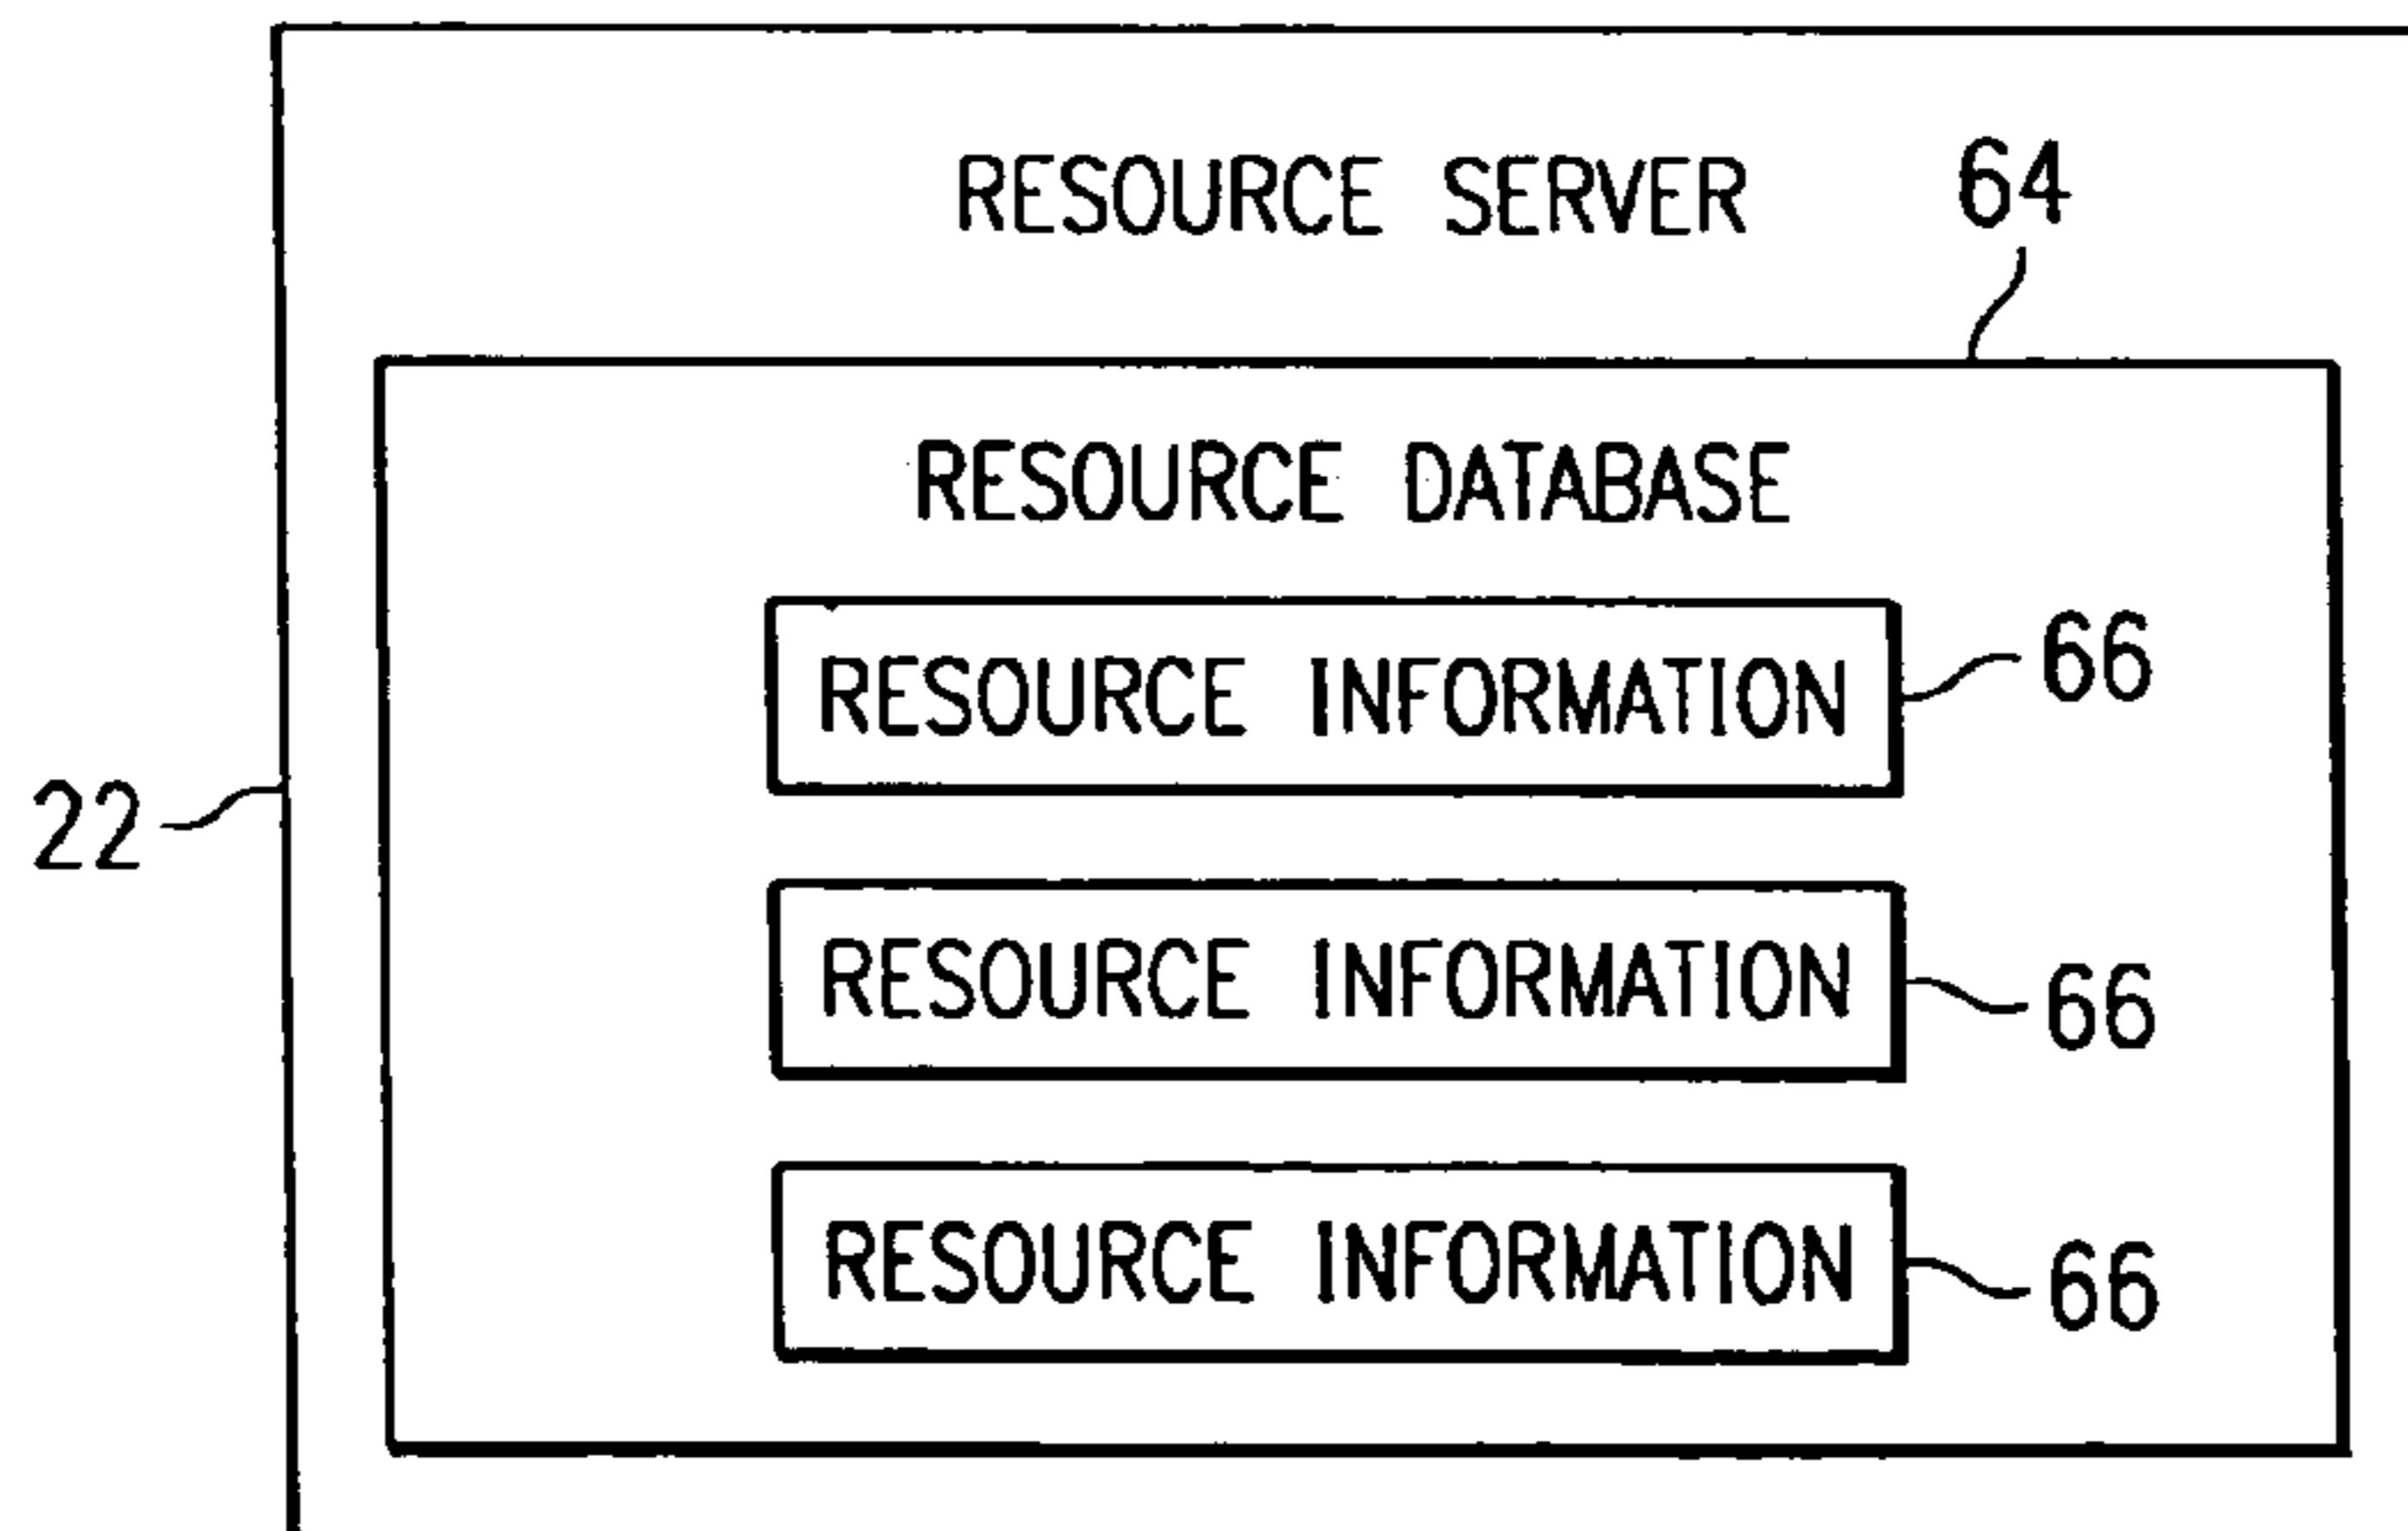 RESOURCE SERVER
64
RESOURCE DATABASE
RESOURCE INFORMATION 66
22
RESOURCE INFORMATION 66
RESOURCE INFORMATION 66